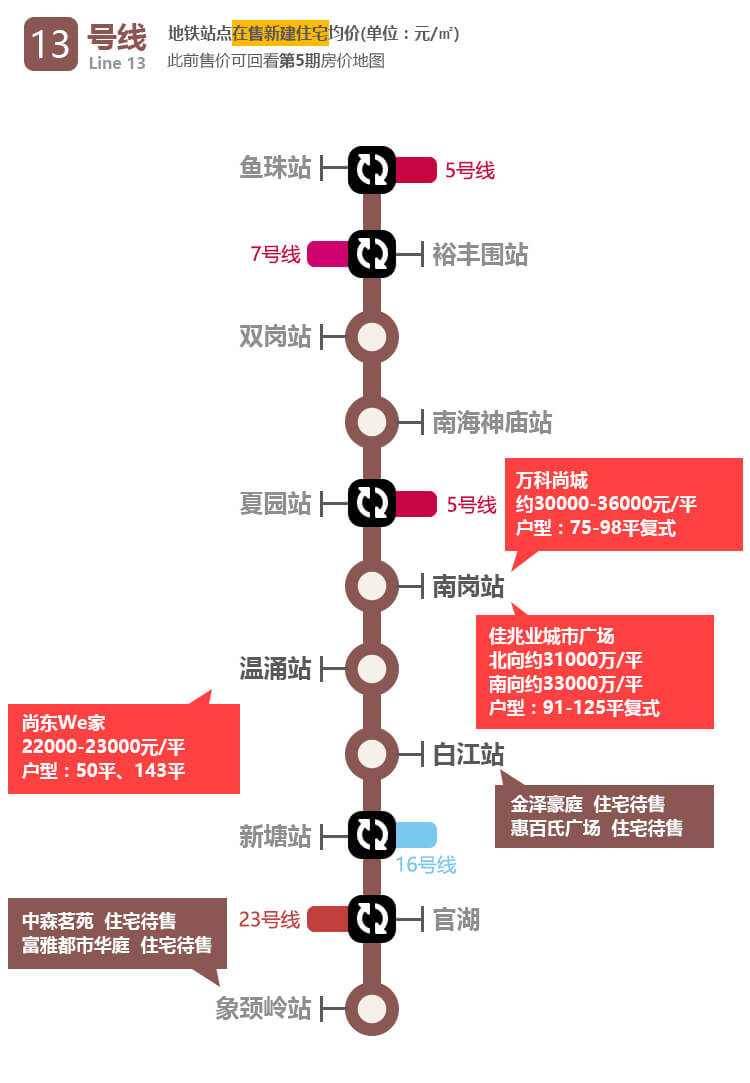 13 号线
Line 13
地铁站点在售新建住宅均价(单位：元/㎡)
此前售价可回看第5期房价地图
鱼珠站
5号线
7号线
裕丰围站
双岗站
南海神庙站
夏园站
5号线
万科尚城
约30000-36000元/平
户型：75-98平复式
南岗站
佳兆业城市广场
北向约31000万/平
南向约33000万/平
户型：91-125平复式
温涌站
尚东We家
22000-23000元/平
户型：50平、143平
白江站
金泽豪庭 住宅待售
惠百氏广场 住宅待售
新塘站
16号线
23号线
官湖
中森茗苑 住宅待售
富雅都市华庭 住宅待售
象颈岭站